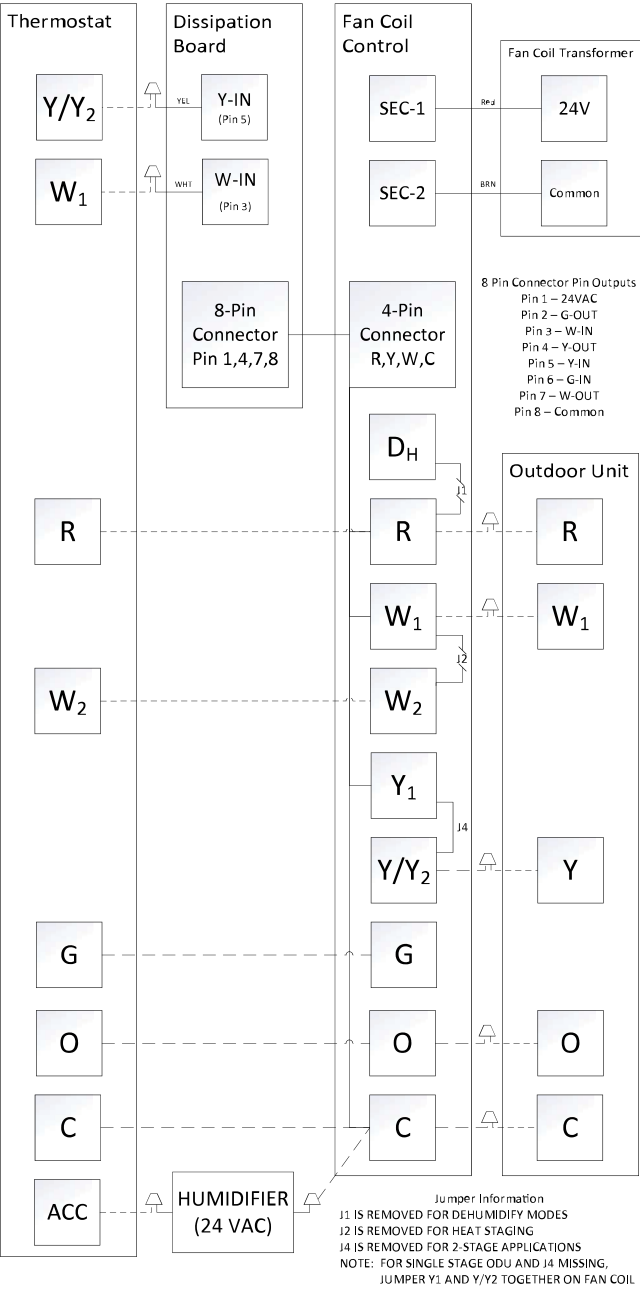 Thermostat
Dissipation
Board
Fan Coil
Control
Fan Coil Transformer
Y/Y2
YEL
Y-IN
(Pin 5)
SEC-1
Red
24V
W1
WHT
W-IN
(Pin 3)
SEC-2
BRN
Common
8-Pin
Connector
Pin 1,4,7,8
4-Pin
Connector
R,Y,W,C
8 Pin Connector Pin Outputs
Pin 1 – 24VAC
Pin 2 – G-OUT
Pin 3 – W-IN
Pin 4 – Y-OUT
Pin 5 – Y-IN
Pin 6 – G-IN
Pin 7 – W-OUT
Pin 8 – Common
DH
J1
Outdoor Unit
R
R
R
W1
W1
J2
W2
W2
Y1
J4
Y/Y2
Y
G
G
O
O
O
C
C
C
ACC
HUMIDIFIER
(24 VAC)
Jumper Information
J1 IS REMOVED FOR DEHUMIDIFY MODES
J2 IS REMOVED FOR HEAT STAGING
J4 IS REMOVED FOR 2-STAGE APPLICATIONS
NOTE: FOR SINGLE STAGE ODU AND J4 MISSING,
JUMPER Y1 AND Y/Y2 TOGETHER ON FAN COIL